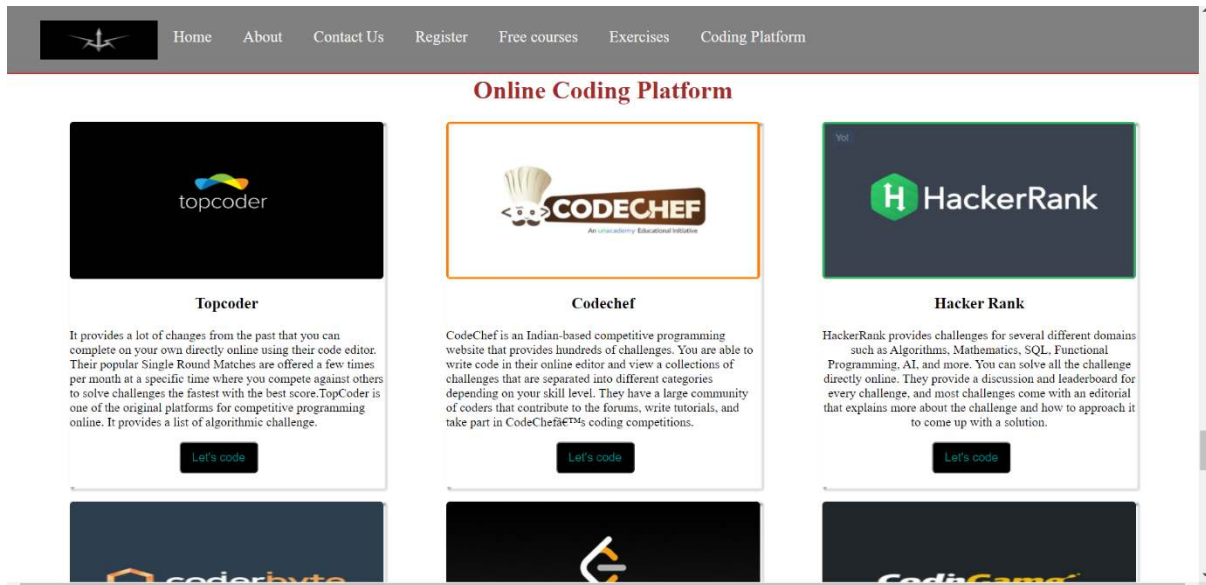 Home About Contact Us Register Free courses Exercises Coding Platform
Online Coding Platform
topcoder
Topcoder
It provides a lot of changes from the past that you can
complete on your own directly online using their code editor.
Their popular Single Round Matches are offered a few times
per month at a specific time where you compete against others
to solve challenges the fastest with the best score.TopCoder is
one of the original platforms for competitive programming
online. It provides a list of algorithmic challenge.
Let's code
CODECHEF
An unacademy Educational Initiative
Codechef
CodeChef is an Indian-based competitive programming
website that provides hundreds of challenges. You are able to
write code in their online editor and view a collections of
challenges that are separated into different categories
depending on your skill level. They have a large community
of coders that contribute to the forums, write tutorials, and
take part in CodeChefâ€™s coding competitions.
Let's code
Yo!
H HackerRank
Hacker Rank
HackerRank provides challenges for several different domains
such as Algorithms, Mathematics, SQL, Functional
Programming, AI, and more. You can solve all the challenge
directly online. They provide a discussion and leaderboard for
every challenge, and most challenges come with an editorial
that explains more about the challenge and how to approach it
to come up with a solution.
Let's code
coderbyte
CodinGame